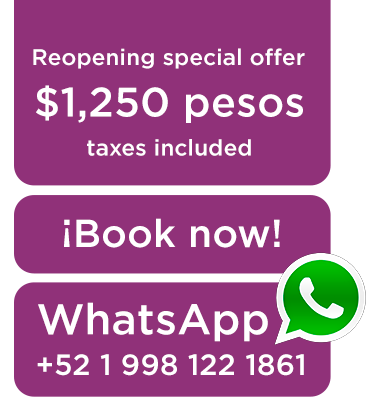 Reopening special offer
$1,250 pesos
taxes included
¡Book now!
WhatsApp
+52 1 998 122 1861